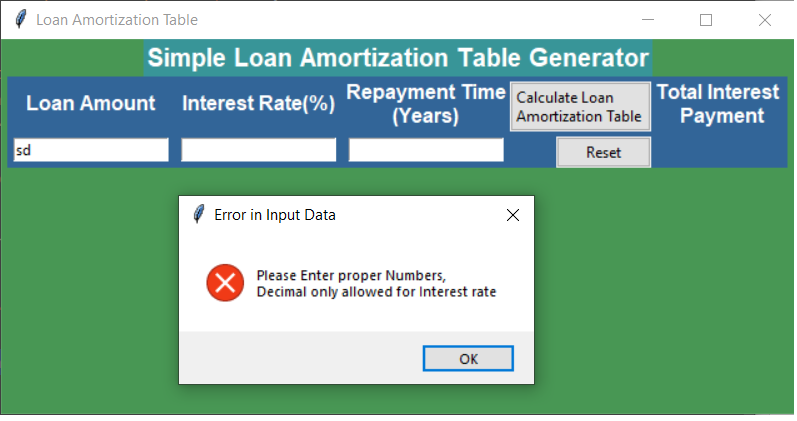 Loan Amortization Table
Simple Loan Amortization Table Generator
Loan Amount
Interest Rate(%)
Repayment Time
(Years)
Calculate Loan
Amortization Table
Total Interest
Payment
sd
Reset
Error in Input Data
Please Enter proper Numbers,
Decimal only allowed for Interest rate
OK